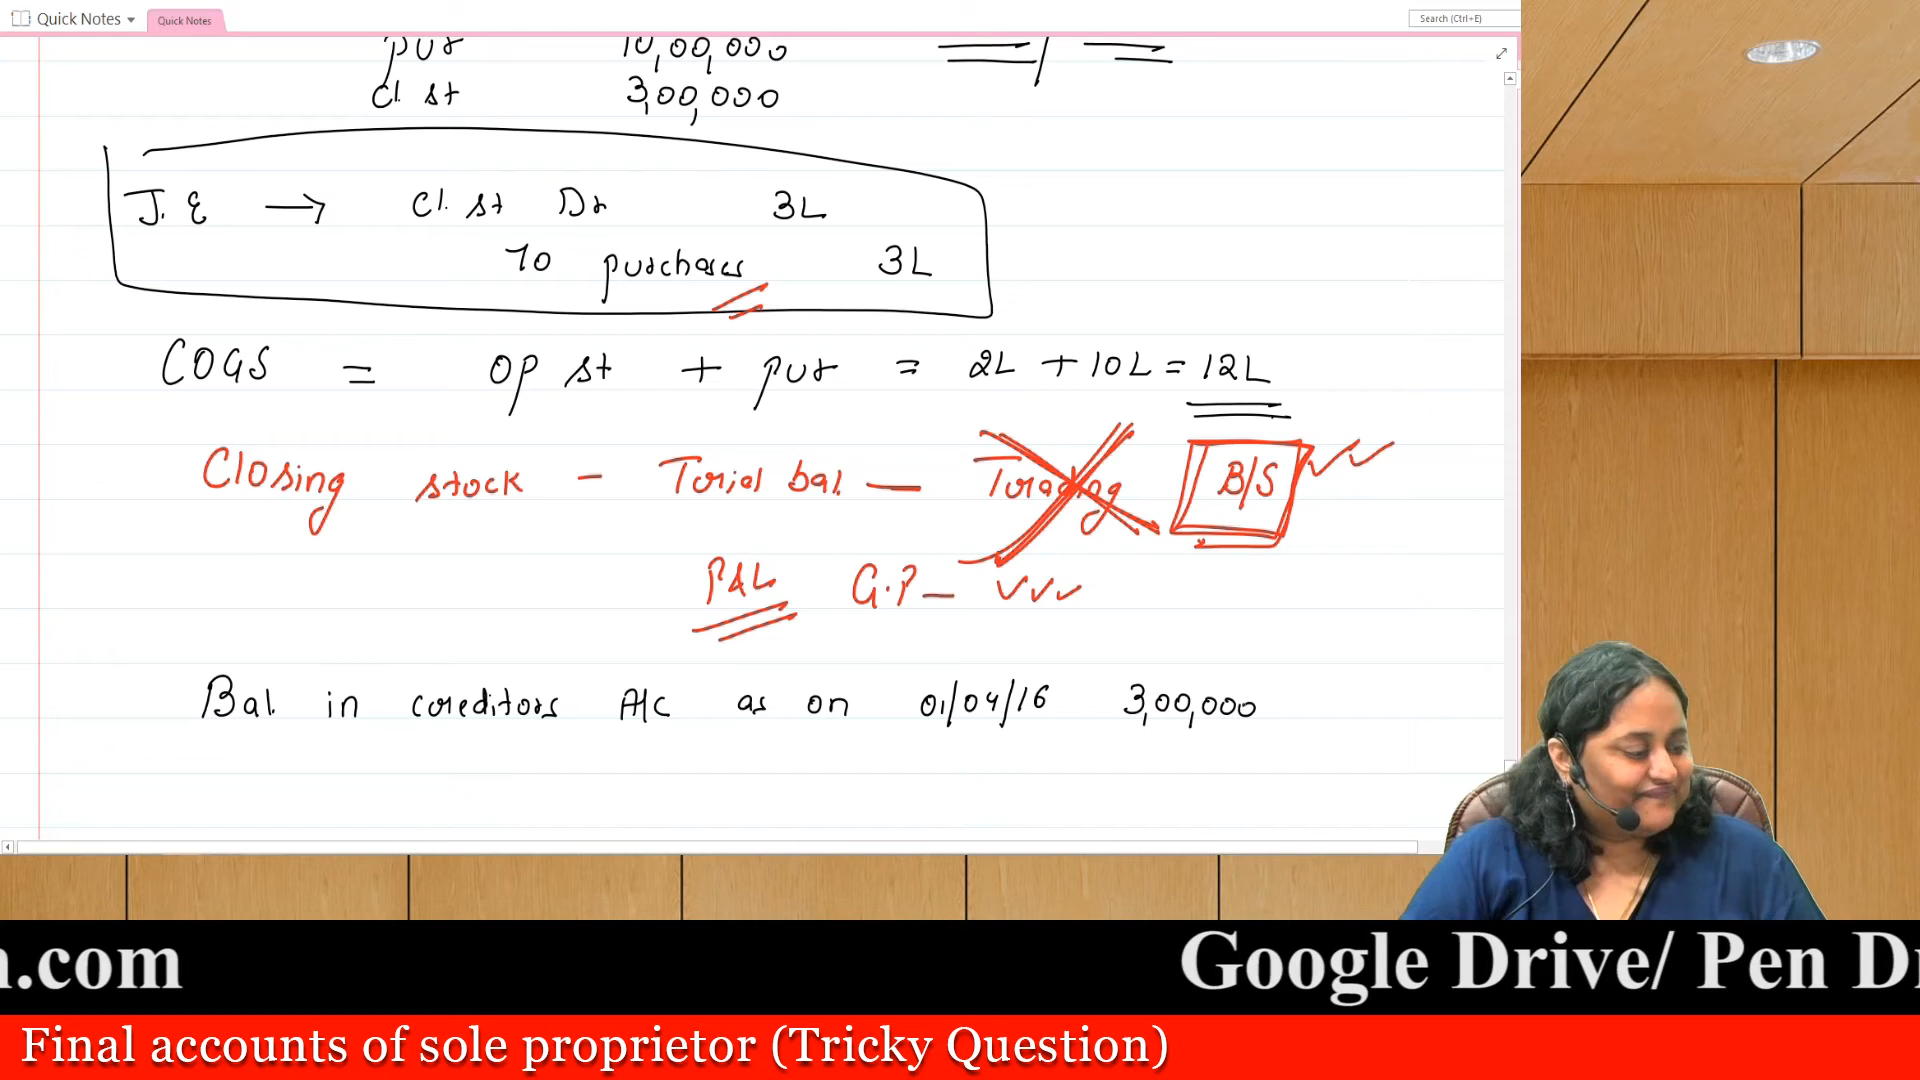 Quick Notes
Quick Notes
Search (Ctrl+E)
pur 10,00,000
cl. st 3,00,000
J.E → cl. st Dr 3L
To purchases 3L
COGS = OP st + pur = 2L + 10L = 12L
Closing stock - Trial bal. — Trading B/S
P&L G.P —
Bal. in creditors A/c as on 01/04/16 3,00,000
n.com Google Drive/ Pen Dr
Final accounts of sole proprietor (Tricky Question)